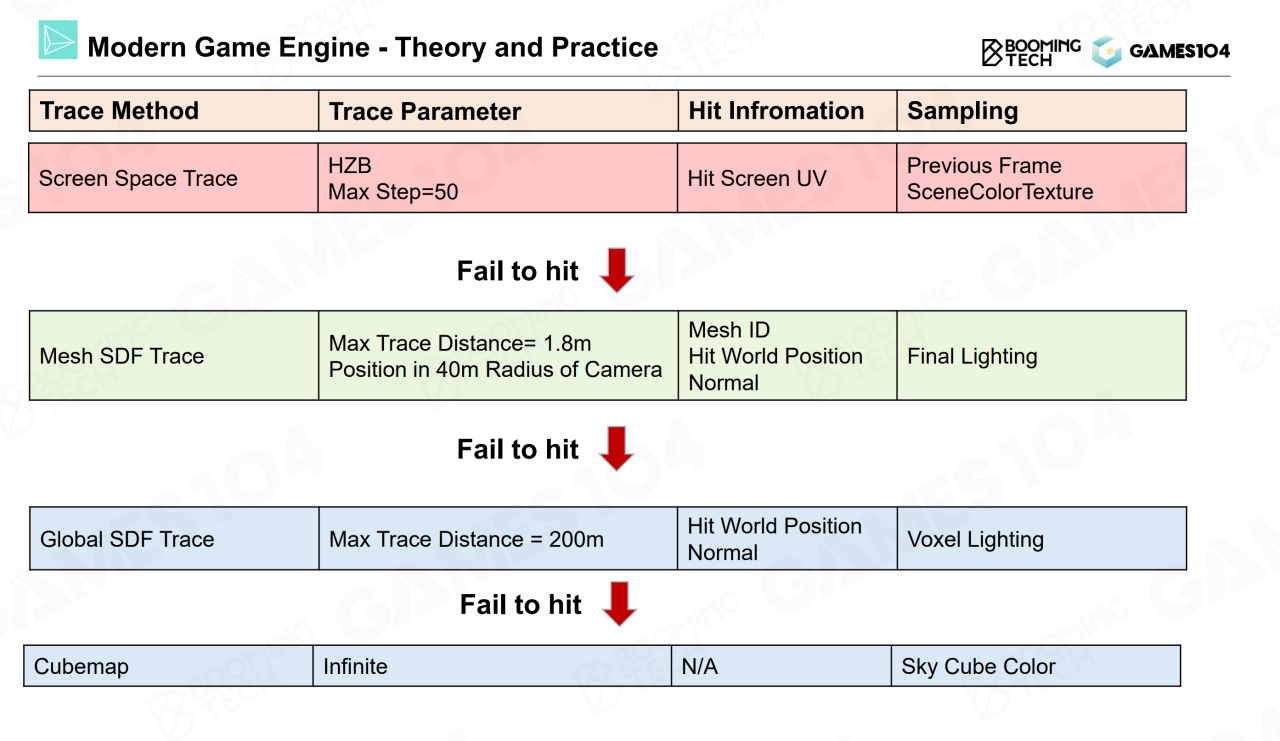 Modern Game Engine - Theory and Practice
BOOMING
TECH
GAMES104
Trace Method
Trace Parameter
Hit Infromation
Sampling
Screen Space Trace
HZB
Max Step=50
Hit Screen UV
Previous Frame
SceneColorTexture
Fail to hit
Mesh SDF Trace
Max Trace Distance= 1.8m
Position in 40m Radius of Camera
Mesh ID
Hit World Position
Normal
Final Lighting
Fail to hit
Global SDF Trace
Max Trace Distance = 200m
Hit World Position
Normal
Voxel Lighting
Fail to hit
Cubemap
Infinite
N/A
Sky Cube Color